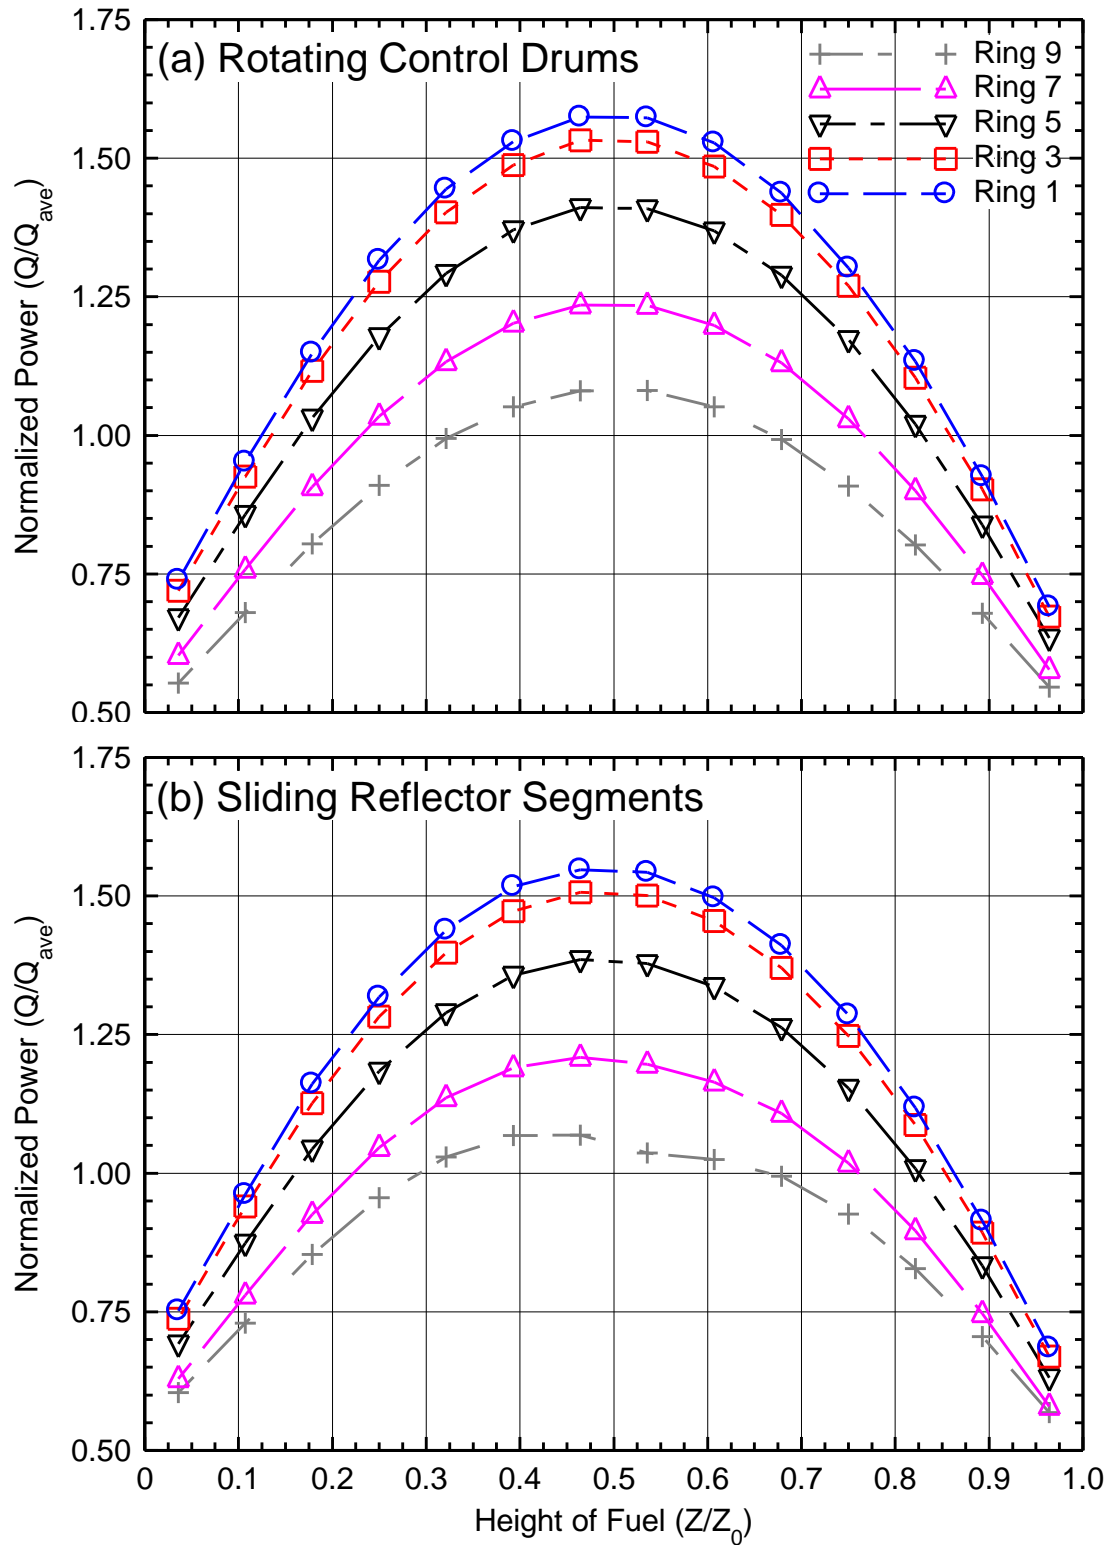 (a) Rotating Control Drums
Ring 9
Ring 7
Ring 5
Ring 3
Ring 1
Normalized Power (Q/Q_ave)
1.75
1.50
1.25
1.00
0.75
0.50
(b) Sliding Reflector Segments
Normalized Power (Q/Q_ave)
1.75
1.50
1.25
1.00
0.75
0.50
0 0.1 0.2 0.3 0.4 0.5 0.6 0.7 0.8 0.9 1.0
Height of Fuel (Z/Z_0)